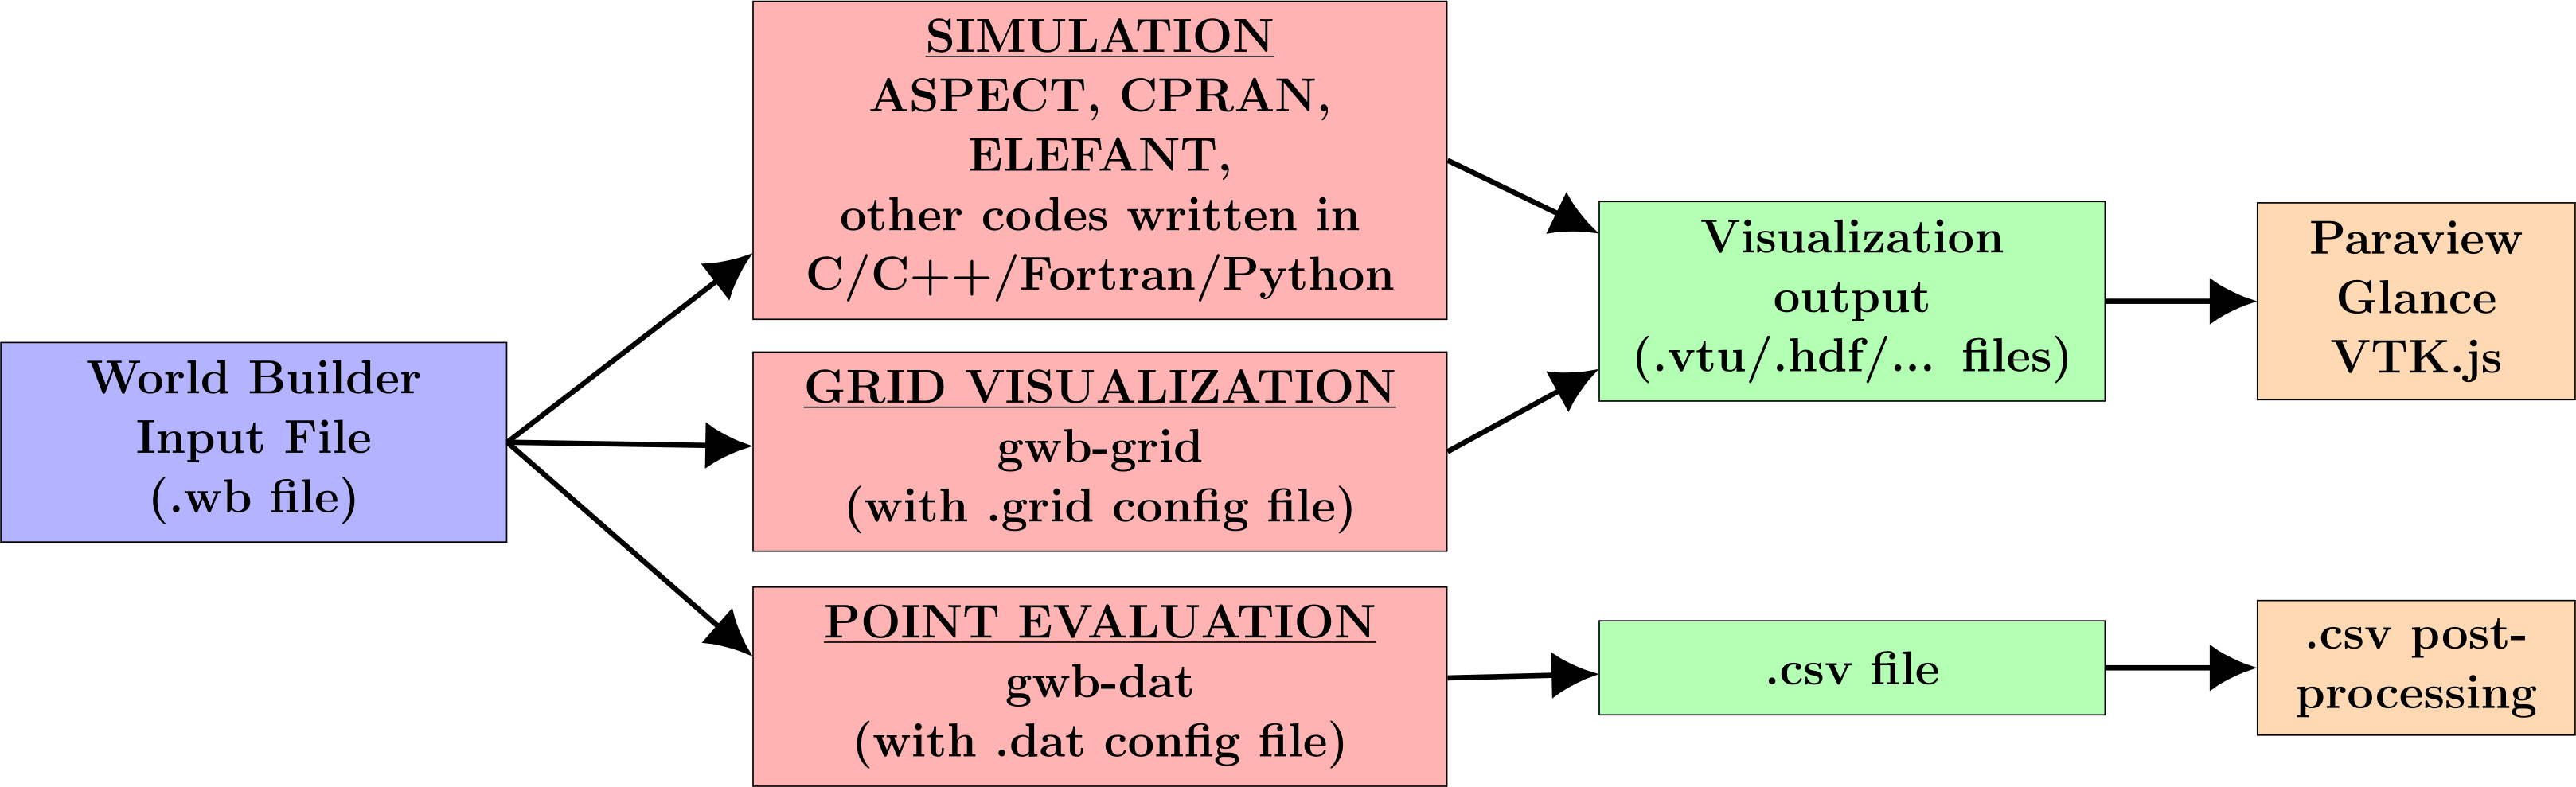 World Builder
Input File
(.wb file)
SIMULATION
ASPECT, CPRAN,
ELEFANT,
other codes written in
C/C++/Fortran/Python
GRID VISUALIZATION
gwb-grid
(with .grid config file)
POINT EVALUATION
gwb-dat
(with .dat config file)
Visualization
output
(.vtu/.hdf/... files)
.csv file
Paraview
Glance
VTK.js
.csv post-
processing